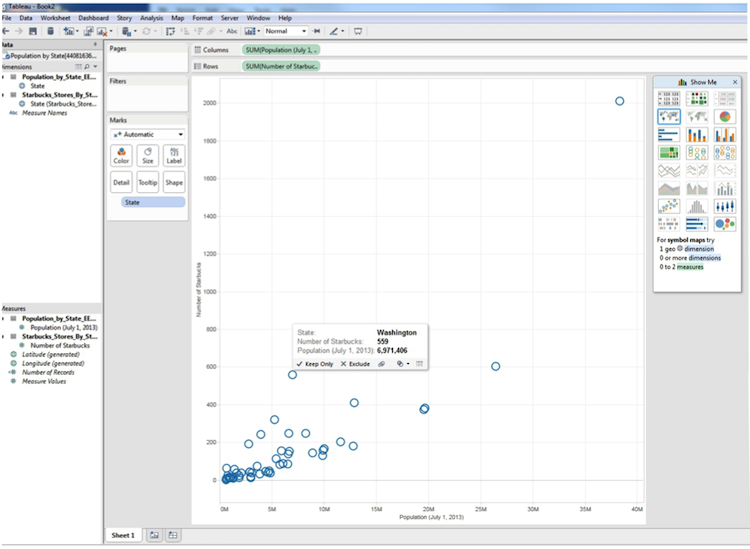 Tableau - Book2
File Data Worksheet Dashboard Story Analysis Map Format Server Window Help
Abc Normal
Data
Population by State(44081636...
Dimensions
Population_by_State_EE...
State
Starbucks_Stores_By_St...
State (Starbucks_Store...
Abc Measure Names
Measures
Population_by_State_EE...
Population (July 1, 2013)
Starbucks_Stores_By_St...
Number of Starbucks
Latitude (generated)
Longitude (generated)
Number of Records
Measure Values
Pages
Filters
Marks
Automatic
Color Size Label
Detail Tooltip Shape
State
Columns SUM(Population (July 1, ..
Rows SUM(Number of Starbuc..
2000
1800
1600
1400
1200
1000
800
600
400
200
0
Number of Starbucks
0M 5M 10M 15M 20M 25M 30M 35M 40M
Population (July 1, 2013)
State: Washington
Number of Starbucks: 559
Population (July 1, 2013): 6,971,406
Keep Only Exclude
Show Me
For symbol maps try
1 geo dimension
0 or more dimensions
0 to 2 measures
Sheet 1